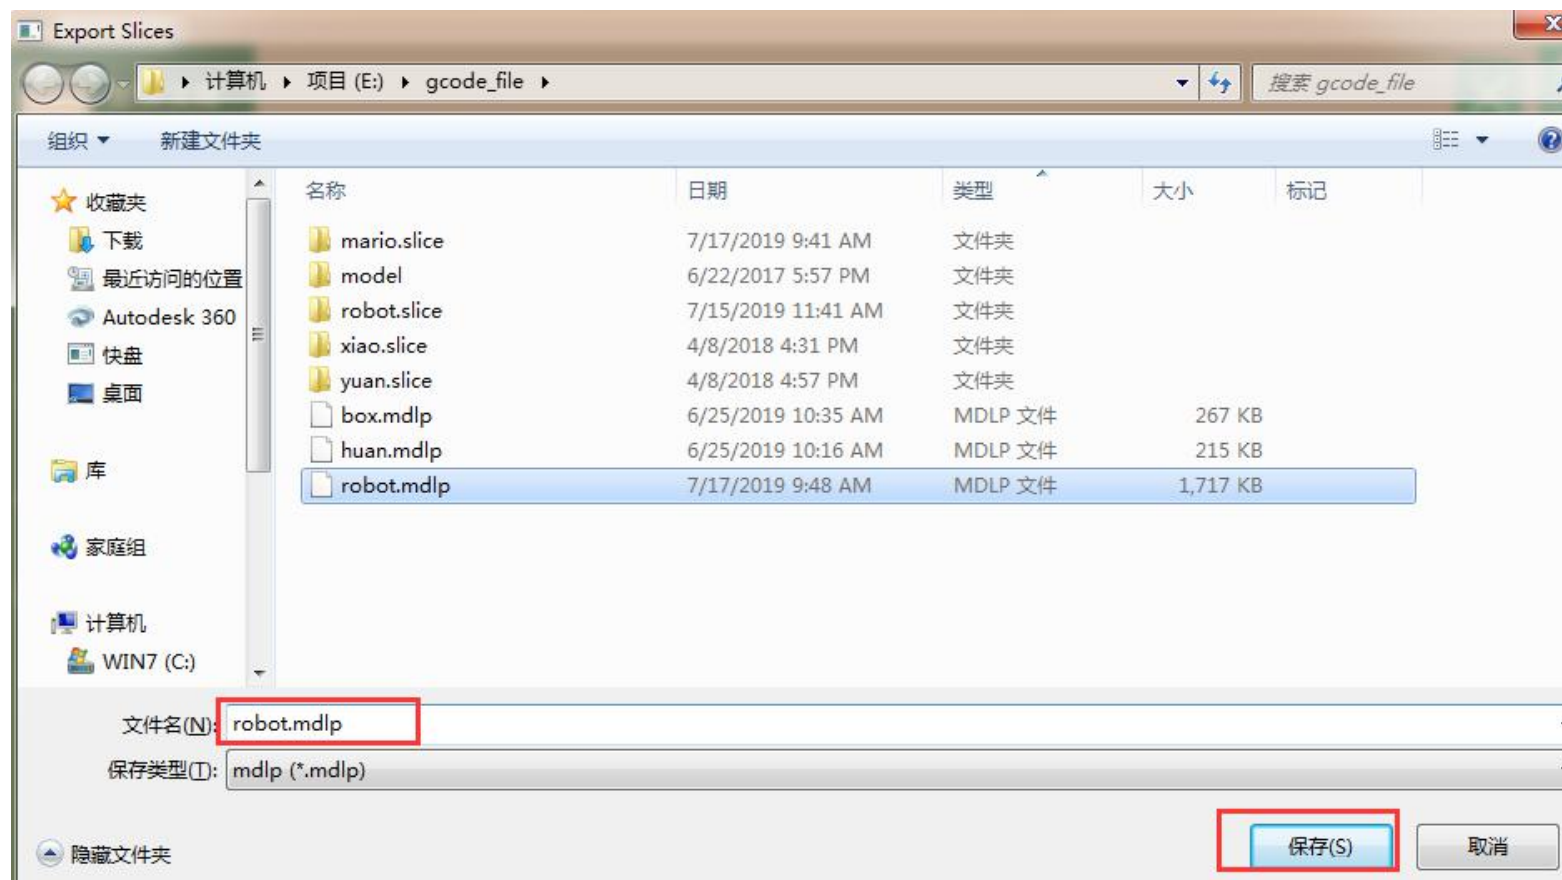 Export Slices
计算机 项目 (E:) gcode_file 搜索 gcode_file
组织 新建文件夹
名称 日期 类型 大小 标记
收藏夹
下载
最近访问的位置
Autodesk 360
快盘
桌面
库
家庭组
计算机
WIN7 (C:)
mario.slice 7/17/2019 9:41 AM 文件夹
model 6/22/2017 5:57 PM 文件夹
robot.slice 7/15/2019 11:41 AM 文件夹
xiao.slice 4/8/2018 4:31 PM 文件夹
yuan.slice 4/8/2018 4:57 PM 文件夹
box.mdlp 6/25/2019 10:35 AM MDLP 文件 267 KB
huan.mdlp 6/25/2019 10:16 AM MDLP 文件 215 KB
robot.mdlp 7/17/2019 9:48 AM MDLP 文件 1,717 KB
文件名(N): robot.mdlp
保存类型(T): mdlp (*.mdlp)
隐藏文件夹 保存(S) 取消